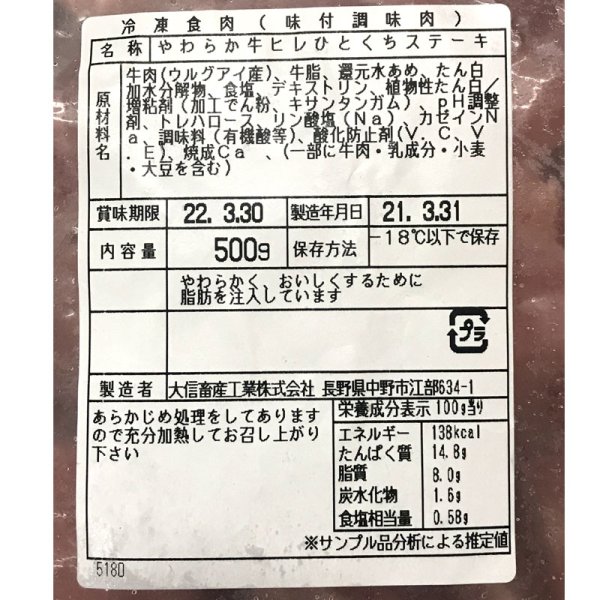 冷凍食肉(味付調味肉)
名称 やわらか牛ヒレひとくちステーキ
原材料名
牛肉(ウルグアイ産)、牛脂、還元水あめ、たん白
加水分解物、食塩、デキストリン、植物性たん白/
増粘剤(加工でん粉、キサンタンガム)、pH調整
剤、トレハロース、リン酸塩(Na)、カゼインN
a、調味料(有機酸等)、酸化防止剤(V.C、V
.E)、焼成Ca 、(一部に牛肉・乳成分・小麦
・大豆を含む)
賞味期限 22. 3.30 製造年月日 21. 3.31
内容量 500g 保存方法 -18℃以下で保存
やわらかく、おいしくするために
脂肪を注入しています
プラ
製造者 大信畜産工業株式会社 長野県中野市江部634-1
あらかじめ処理をしてあります
ので充分加熱してお召し上がり
下さい
栄養成分表示100g当り
エネルギー 138kcal
たんぱく質 14.8g
脂質 8.0g
炭水化物 1.6g
食塩相当量 0.58g
※サンプル品分析による推定値
5180